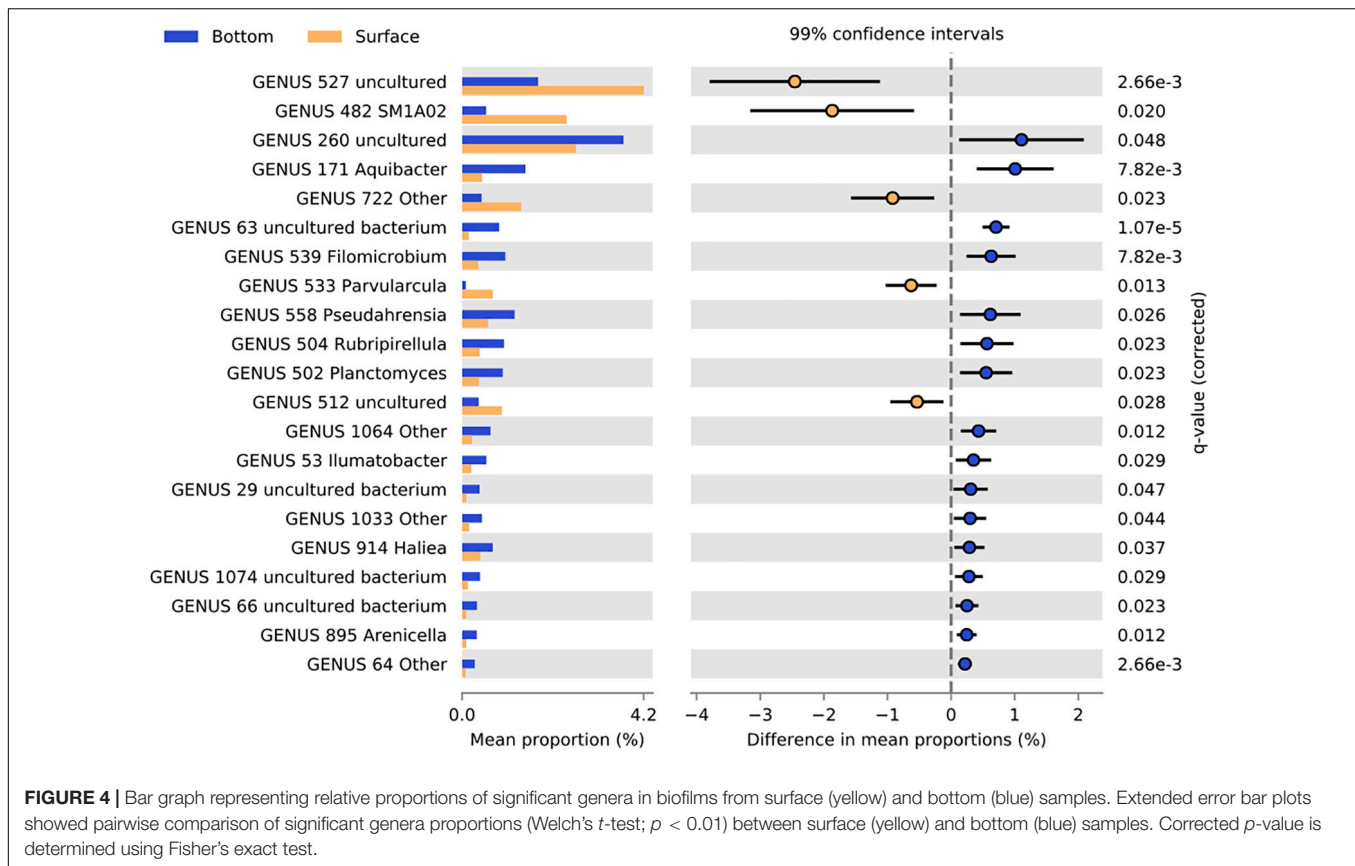 Bottom Surface 99% confidence intervals
GENUS 527 uncultured 2.66e-3
GENUS 482 SM1A02 0.020
GENUS 260 uncultured 0.048
GENUS 171 Aquibacter 7.82e-3
GENUS 722 Other 0.023
GENUS 63 uncultured bacterium 1.07e-5
GENUS 539 Filomicrobium 7.82e-3
GENUS 533 Parvularcula 0.013
GENUS 558 Pseudahrensia 0.026
GENUS 504 Rubripirellula 0.023
GENUS 502 Planctomyces 0.023
GENUS 512 uncultured 0.028
GENUS 1064 Other 0.012
GENUS 53 Ilumatobacter 0.029
GENUS 29 uncultured bacterium 0.047
GENUS 1033 Other 0.044
GENUS 914 Haliea 0.037
GENUS 1074 uncultured bacterium 0.029
GENUS 66 uncultured bacterium 0.023
GENUS 895 Arenicella 0.012
GENUS 64 Other 2.66e-3
q-value (corrected)
0.0 4.2 −4 −3 −2 −1 0 1 2
Mean proportion (%) Difference in mean proportions (%)
FIGURE 4 | Bar graph representing relative proportions of significant genera in biofilms from surface (yellow) and bottom (blue) samples. Extended error bar plots
showed pairwise comparison of significant genera proportions (Welch's t-test; p < 0.01) between surface (yellow) and bottom (blue) samples. Corrected p-value is
determined using Fisher's exact test.